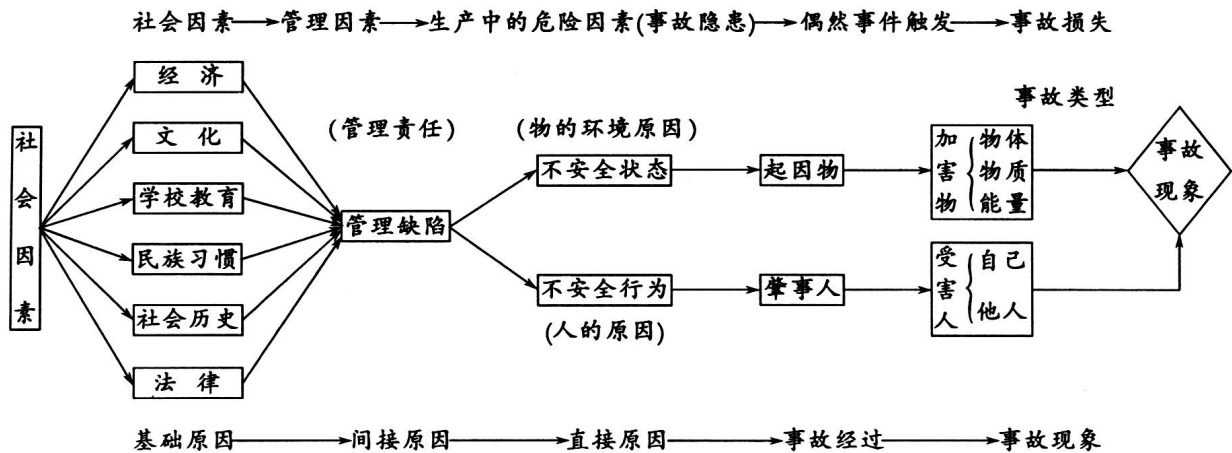 社会因素→管理因素→生产中的危险因素(事故隐患)→偶然事件触发→事故损失
事故类型
社会因素
经济
文化
学校教育
民族习惯
社会历史
法律
(管理责任)
管理缺陷
(物的环境原因)
不安全状态
不安全行为
(人的原因)
起因物
肇事人
加害物{物体
物质
能量
受害人{自己
他人
事故
现象
基础原因→间接原因→直接原因→事故经过→事故现象